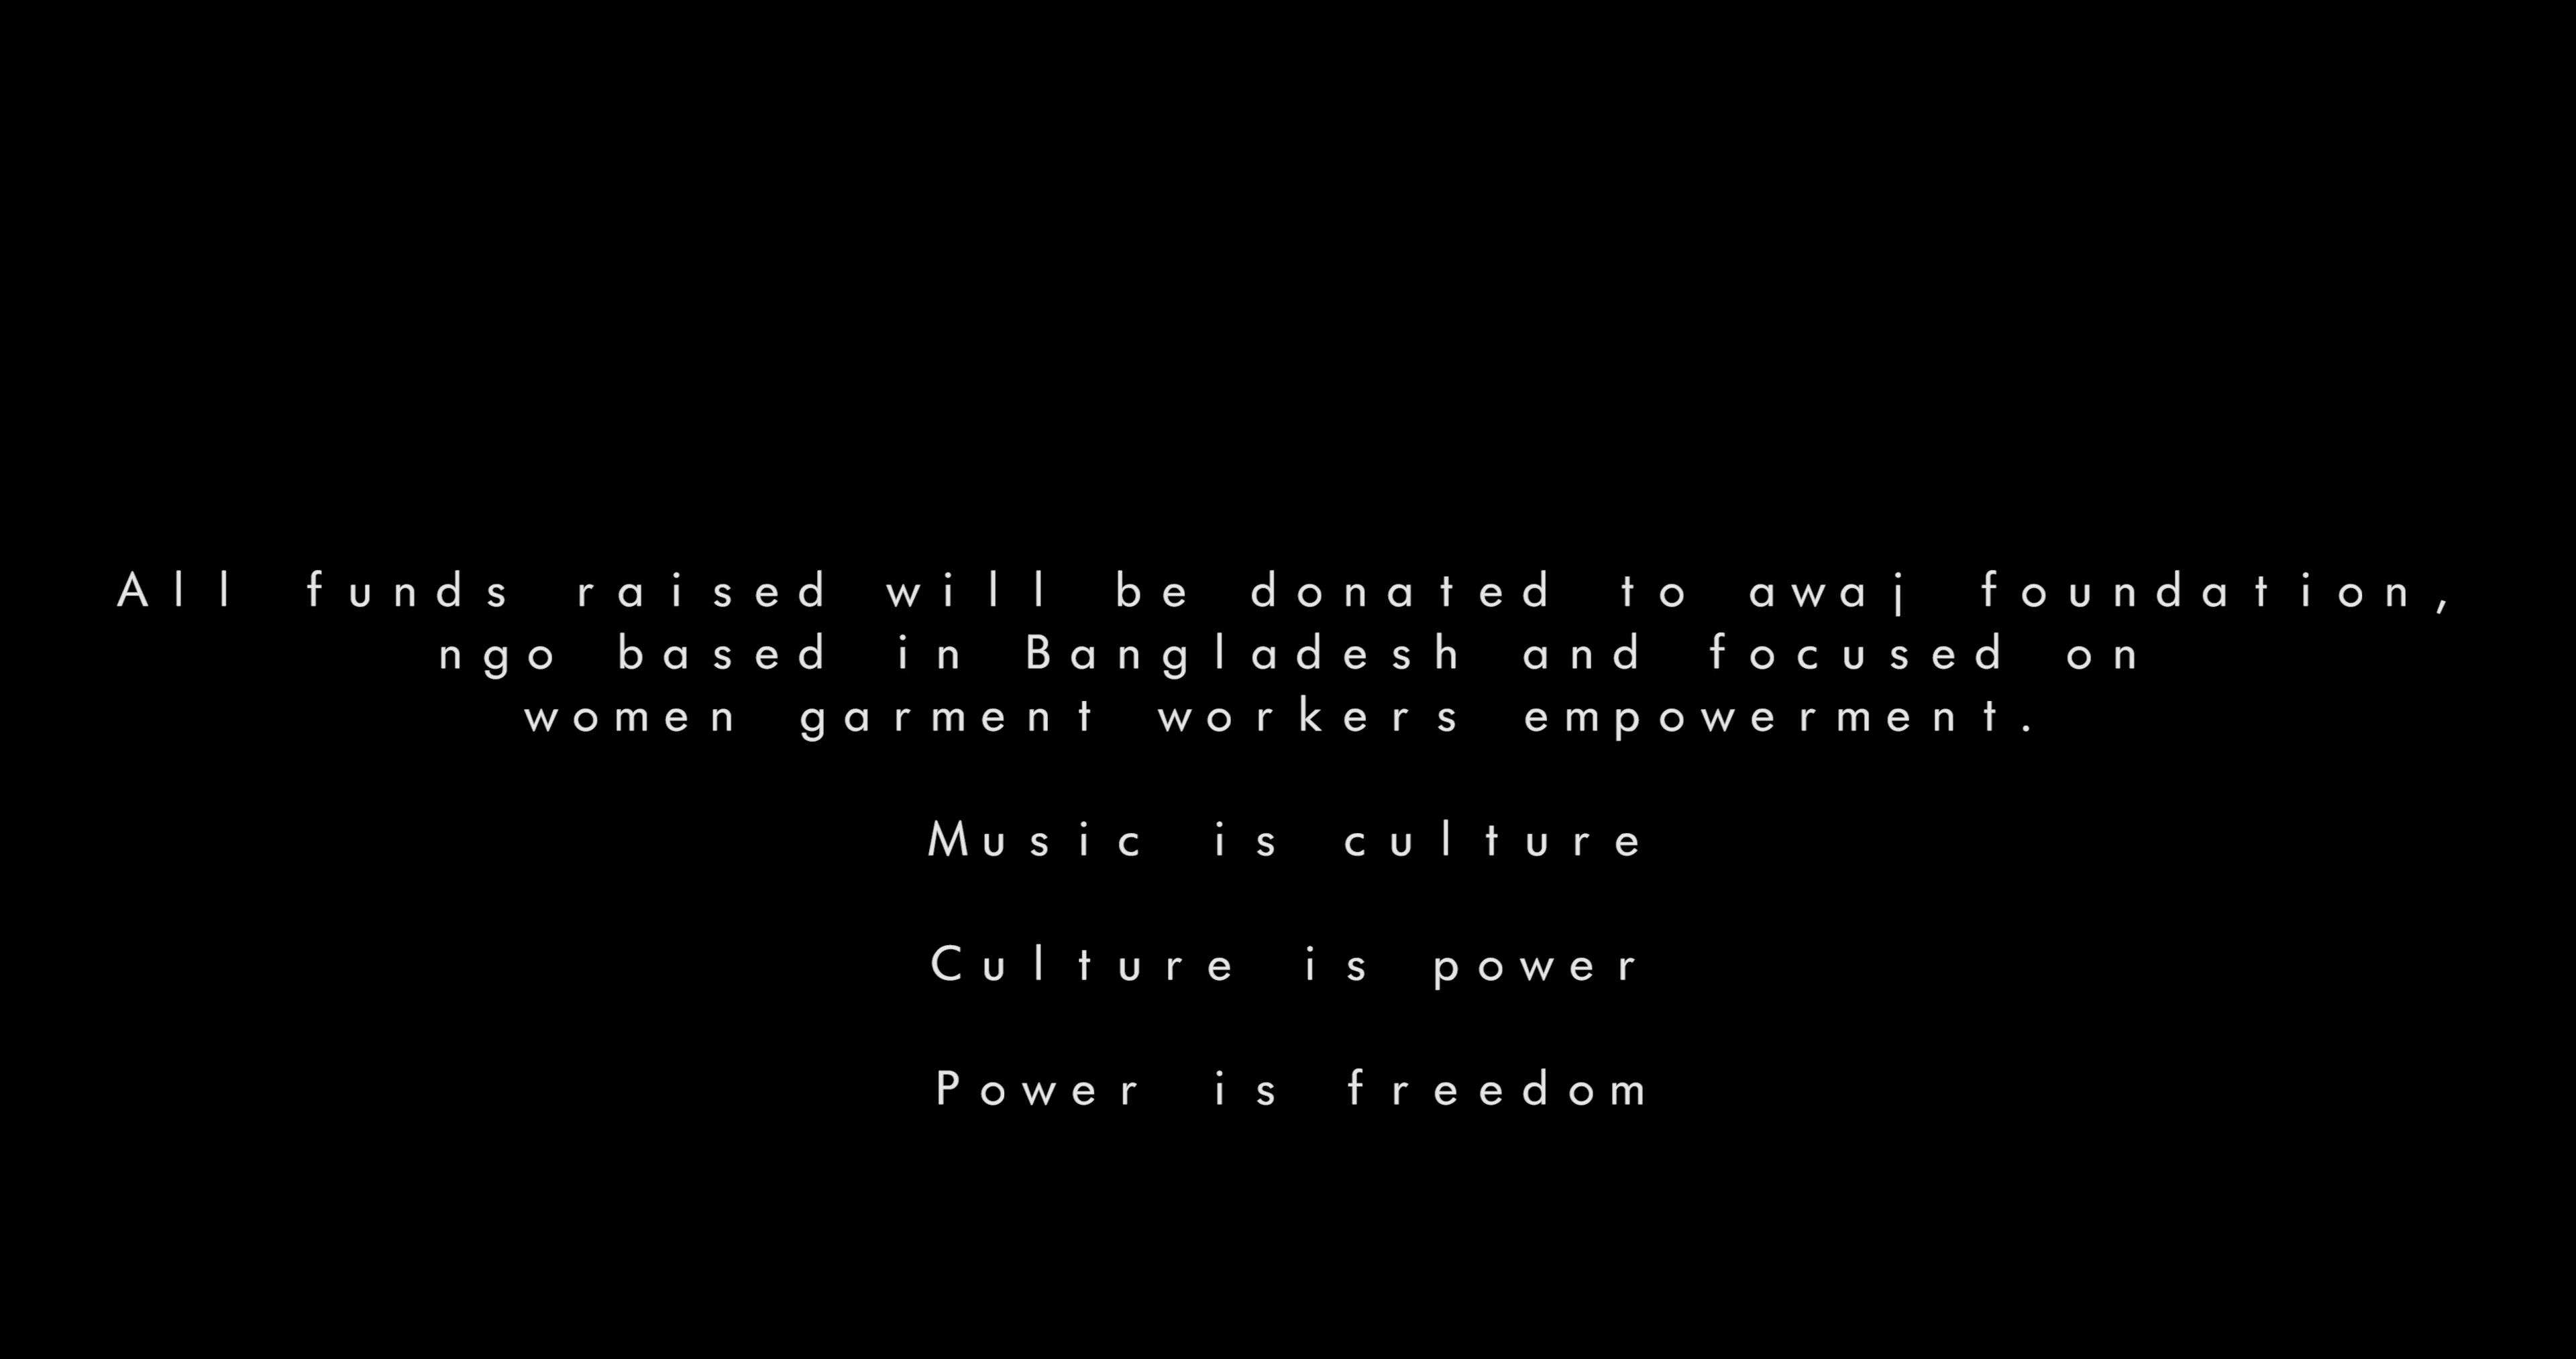 All funds raised will be donated to awaj foundation,
ngo based in Bangladesh and focused on
women garment workers empowerment.
Music is culture
Culture is power
Power is freedom